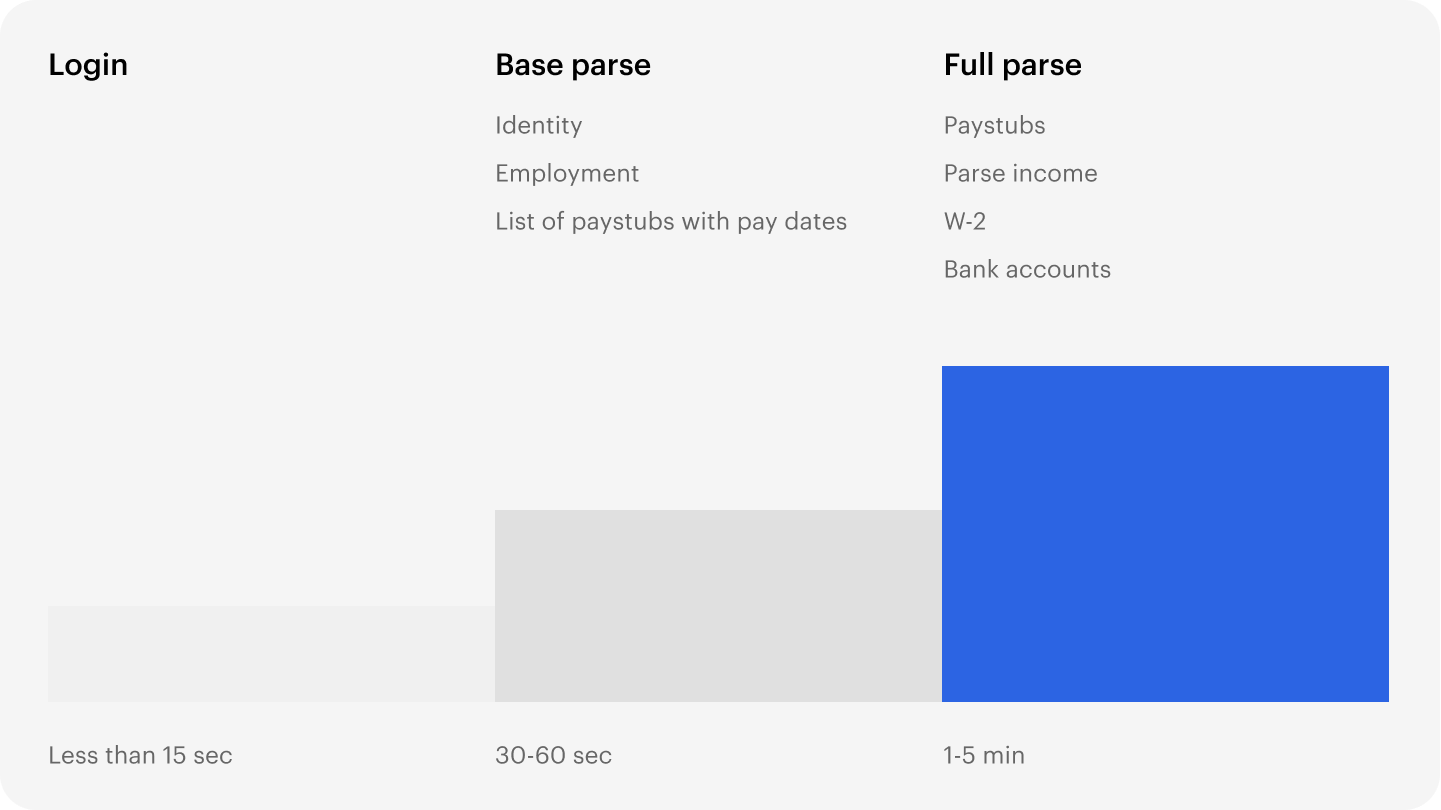 Login
Base parse
Identity
Employment
List of paystubs with pay dates
Full parse
Paystubs
Parse income
W-2
Bank accounts
Less than 15 sec
30-60 sec
1-5 min